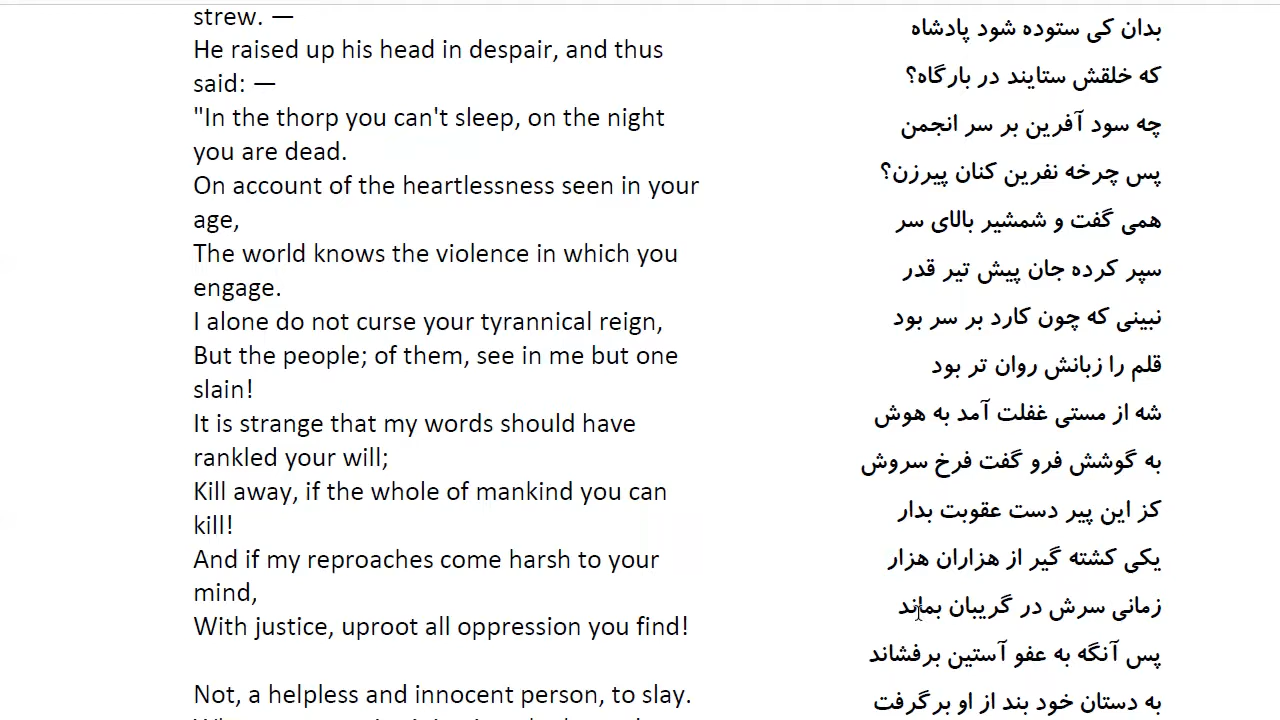 strew. —
He raised up his head in despair, and thus
said: —
"In the thorp you can't sleep, on the night
you are dead.
On account of the heartlessness seen in your
age,
The world knows the violence in which you
engage.
I alone do not curse your tyrannical reign,
But the people; of them, see in me but one
slain!
It is strange that my words should have
rankled your will;
Kill away, if the whole of mankind you can
kill!
And if my reproaches come harsh to your
mind,
With justice, uproot all oppression you find!
Not, a helpless and innocent person, to slay.
بدان کی ستوده شود پادشاه
که خلقش ستایند در بارگاه؟
چه سود آفرین بر سر انجمن
پس چرخه نفرین کنان پیرزن؟
همی گفت و شمشیر بالای سر
سپر کرده جان پیش تیر قدر
نبینی که چون کارد بر سر بود
قلم را زبانش روان تر بود
شه از مستی غفلت آمد به هوش
به گوشش فرو گفت فرخ سروش
کز این پیر دست عقوبت بدار
یکی کشته گیر از هزاران هزار
زمانی سرش در گریبان بماند
پس آنگه به عفو آستین برفشاند
به دستان خود بند از او برگرفت